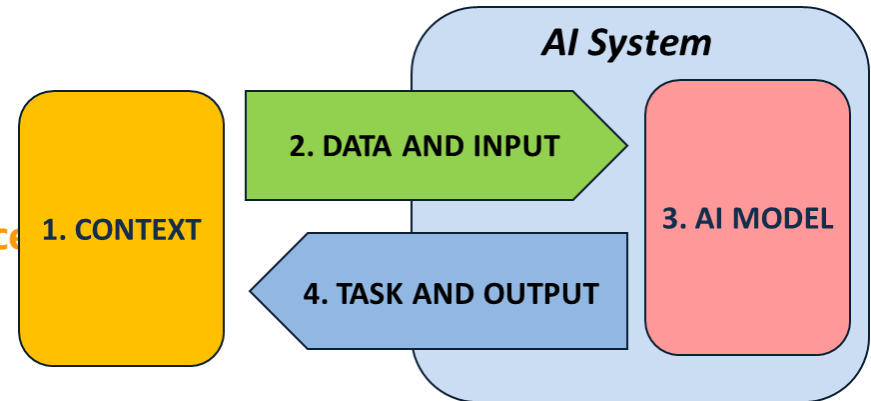 AI System
2. DATA AND INPUT
1. CONTEXT
3. AI MODEL
4. TASK AND OUTPUT